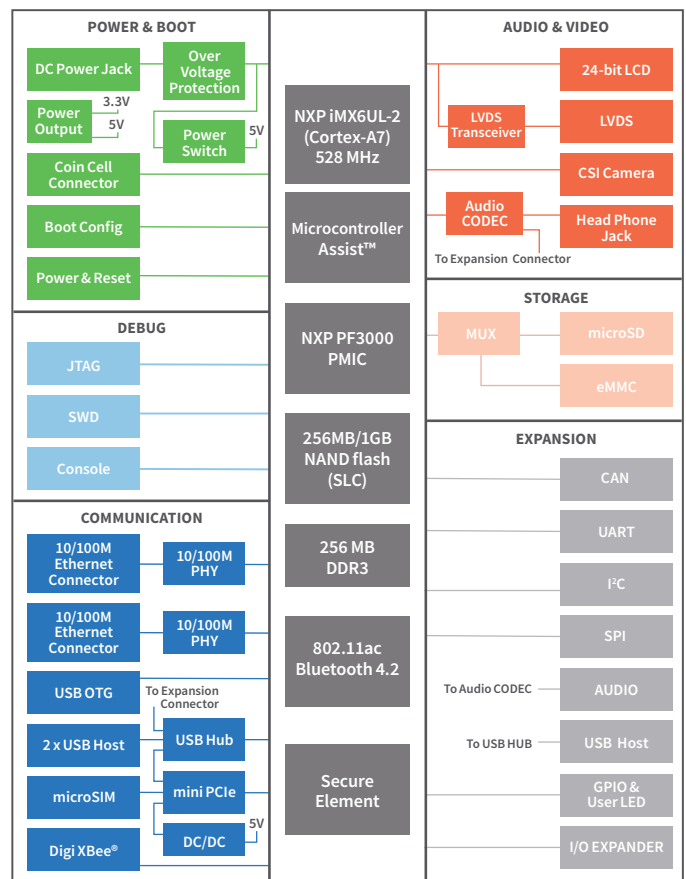 POWER & BOOT
DC Power Jack
Over
Voltage
Protection
Power
Output
3.3V
5V
Power
Switch
5V
Coin Cell
Connector
Boot Config
Power & Reset
DEBUG
JTAG
SWD
Console
COMMUNICATION
10/100M
Ethernet
Connector
10/100M
PHY
10/100M
Ethernet
Connector
10/100M
PHY
USB OTG
To Expansion
Connector
2 x USB Host
USB Hub
microSIM
mini PCIe
Digi XBee®
DC/DC
5V
NXP iMX6UL-2
(Cortex-A7)
528 MHz
Microcontroller
Assist™
NXP PF3000
PMIC
256MB/1GB
NAND flash
(SLC)
256 MB
DDR3
802.11ac
Bluetooth 4.2
Secure
Element
AUDIO & VIDEO
24-bit LCD
LVDS
Transceiver
LVDS
CSI Camera
Audio
CODEC
Head Phone
Jack
To Expansion Connector
STORAGE
MUX
microSD
eMMC
EXPANSION
CAN
UART
I²C
SPI
To Audio CODEC
AUDIO
To USB HUB
USB Host
GPIO &
User LED
I/O EXPANDER